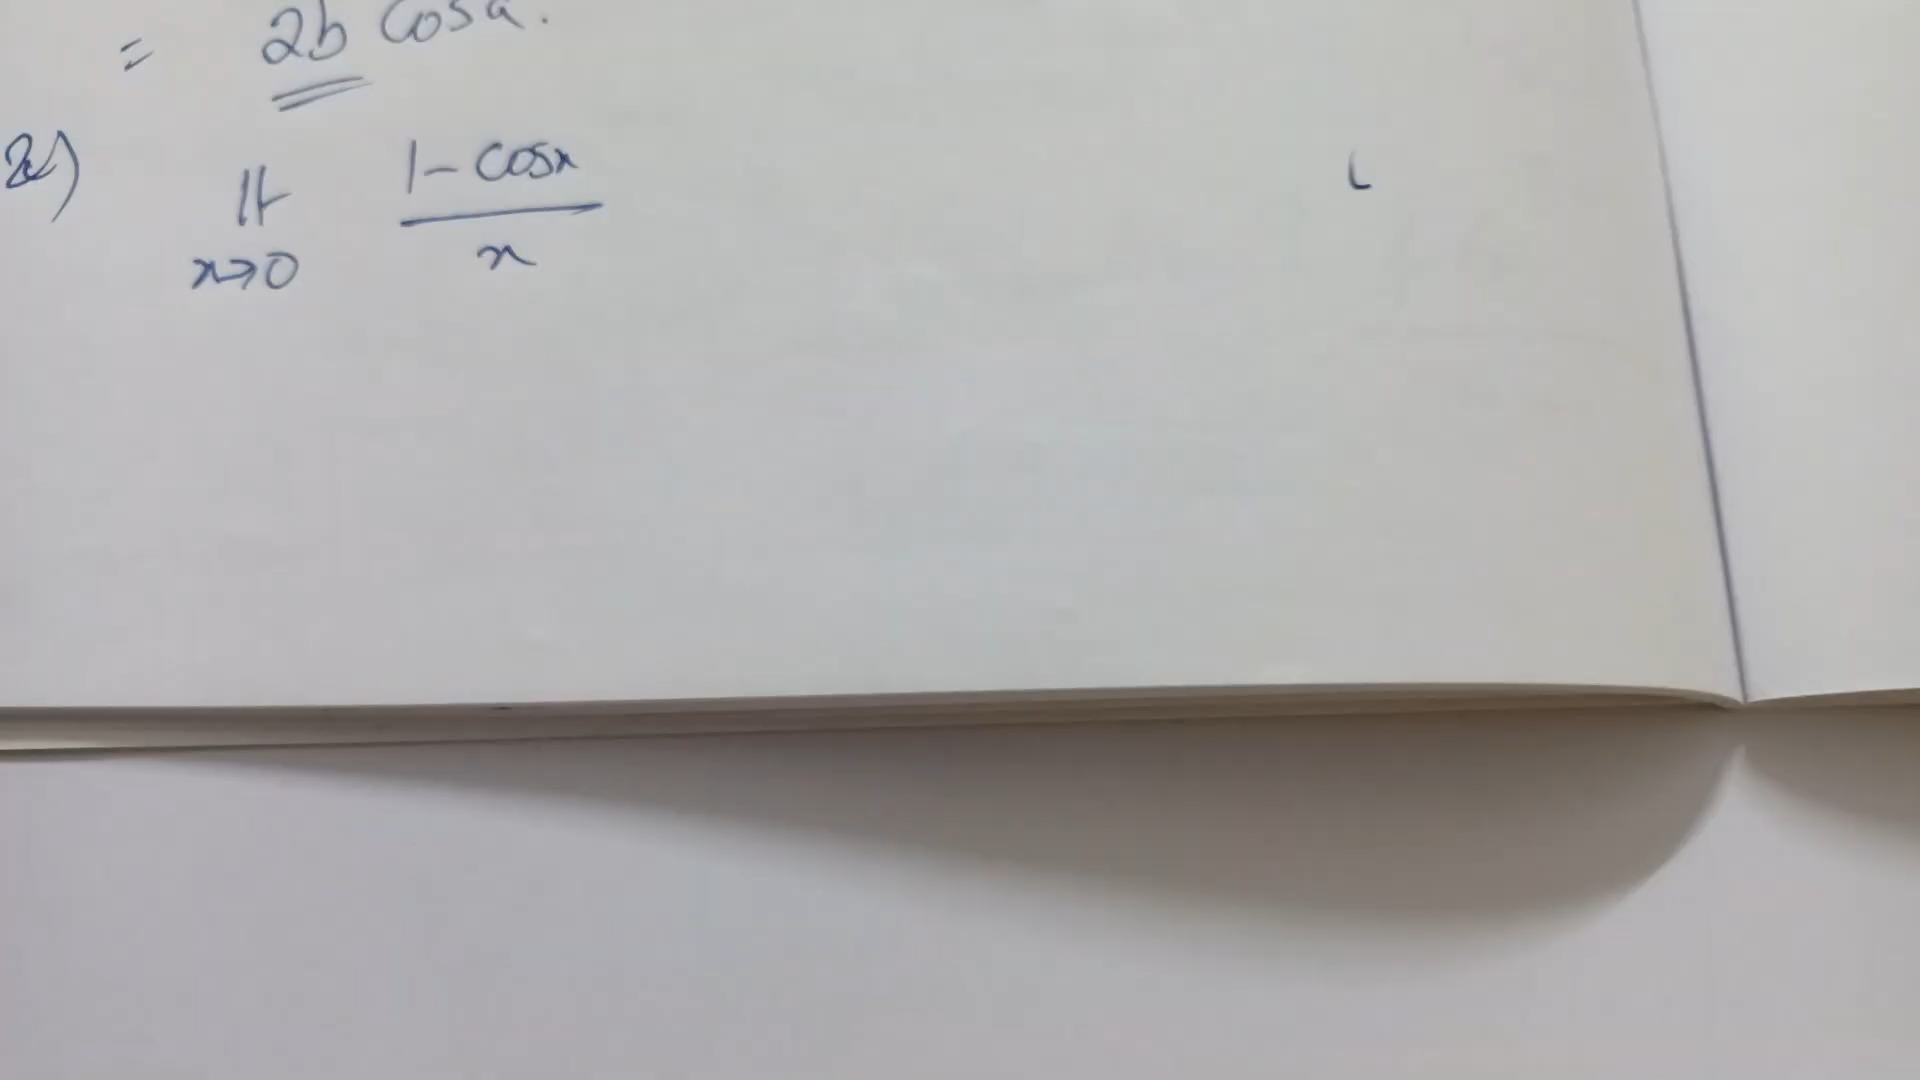 = 2b cosa.
2)
lt 1-cosx
x→0 x